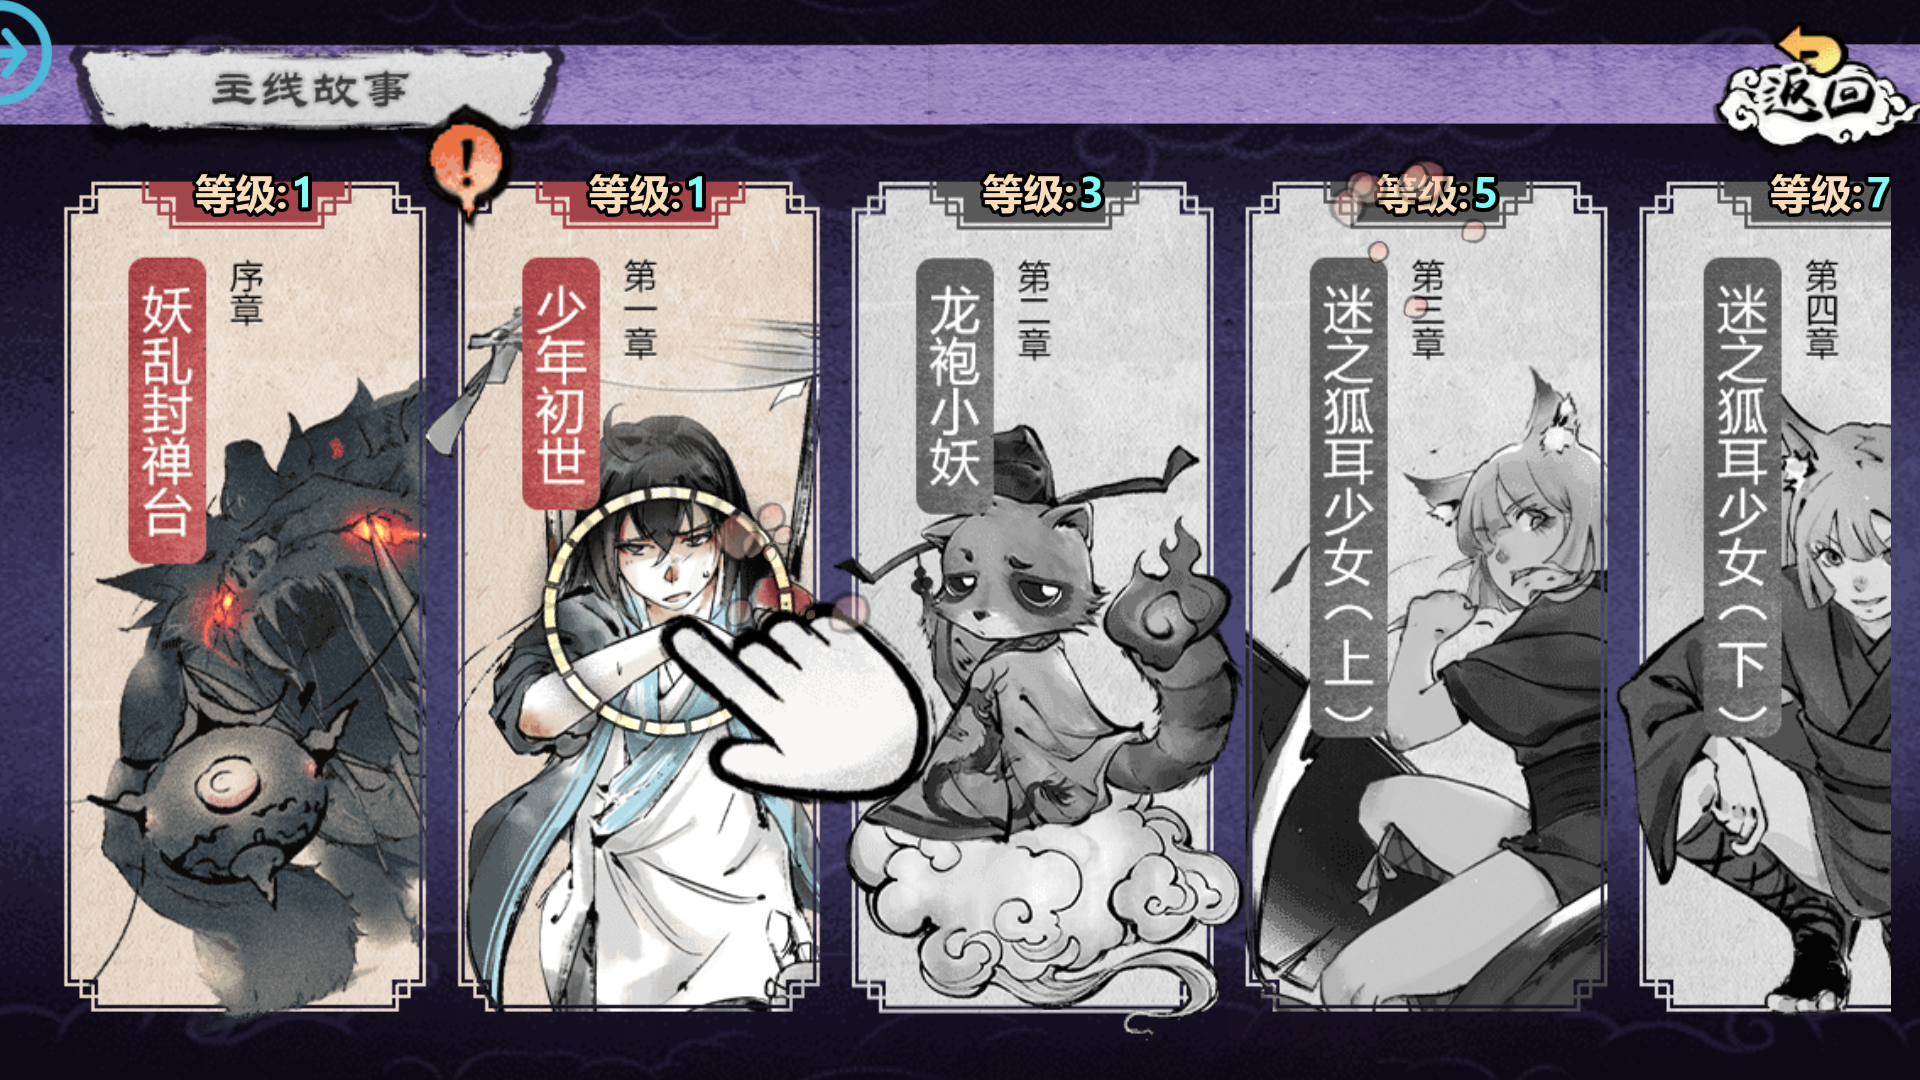 主线故事
返回
!
等级:1
序章
妖乱封禅台
等级:1
第一章
少年初世
等级:3
第二章
龙袍小妖
等级:5
第三章
迷之狐耳少女（上）
等级:7
第四章
迷之狐耳少女（下）